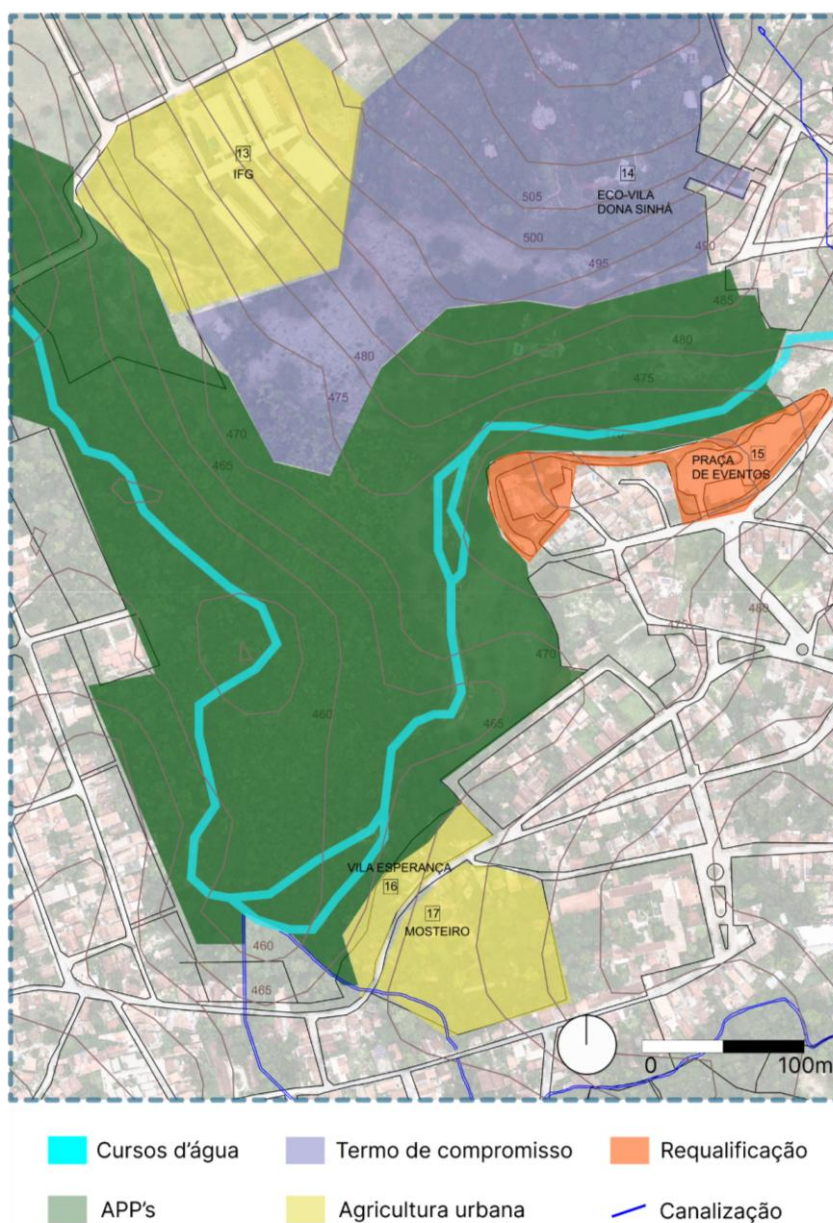 13
IFG
14
ECO-VILA
DONA SINHÁ
505
500
495
490
485
480
480
475
475
470
465
15
PRAÇA
DE EVENTOS
480
470
465
460
VILA ESPERANÇA
16
17
MOSTEIRO
460
465
0 100m
Cursos d'água Termo de compromisso Requalificação
APP's Agricultura urbana Canalização